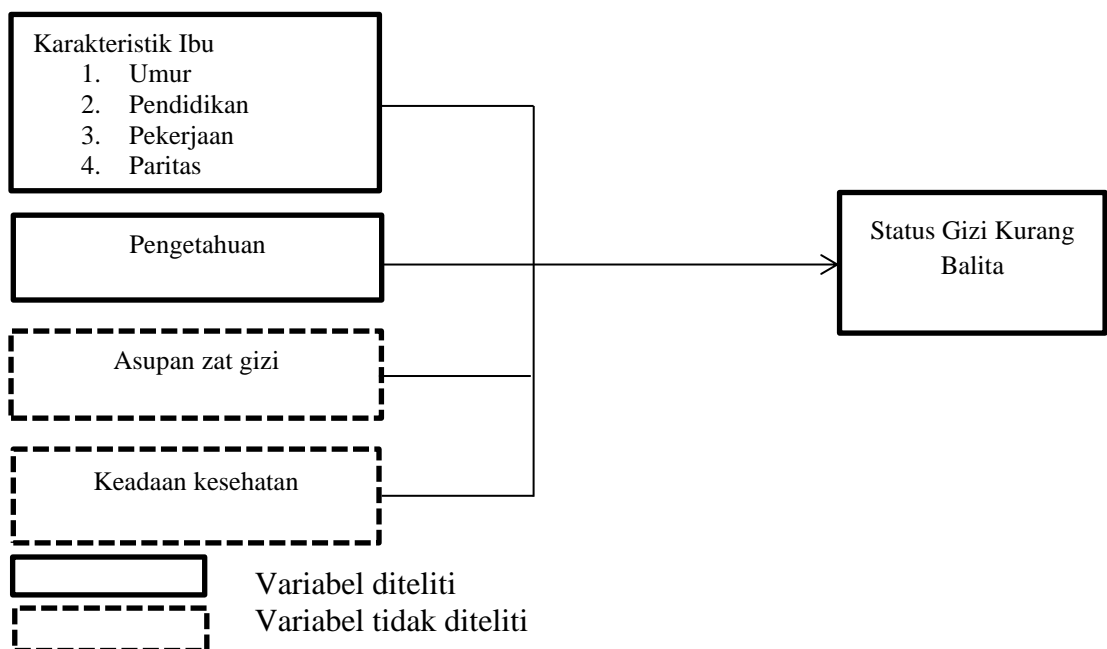 Karakteristik Ibu
1. Umur
2. Pendidikan
3. Pekerjaan
4. Paritas
Pengetahuan
Status Gizi Kurang
Balita
Asupan zat gizi
Keadaan kesehatan
Variabel diteliti
Variabel tidak diteliti